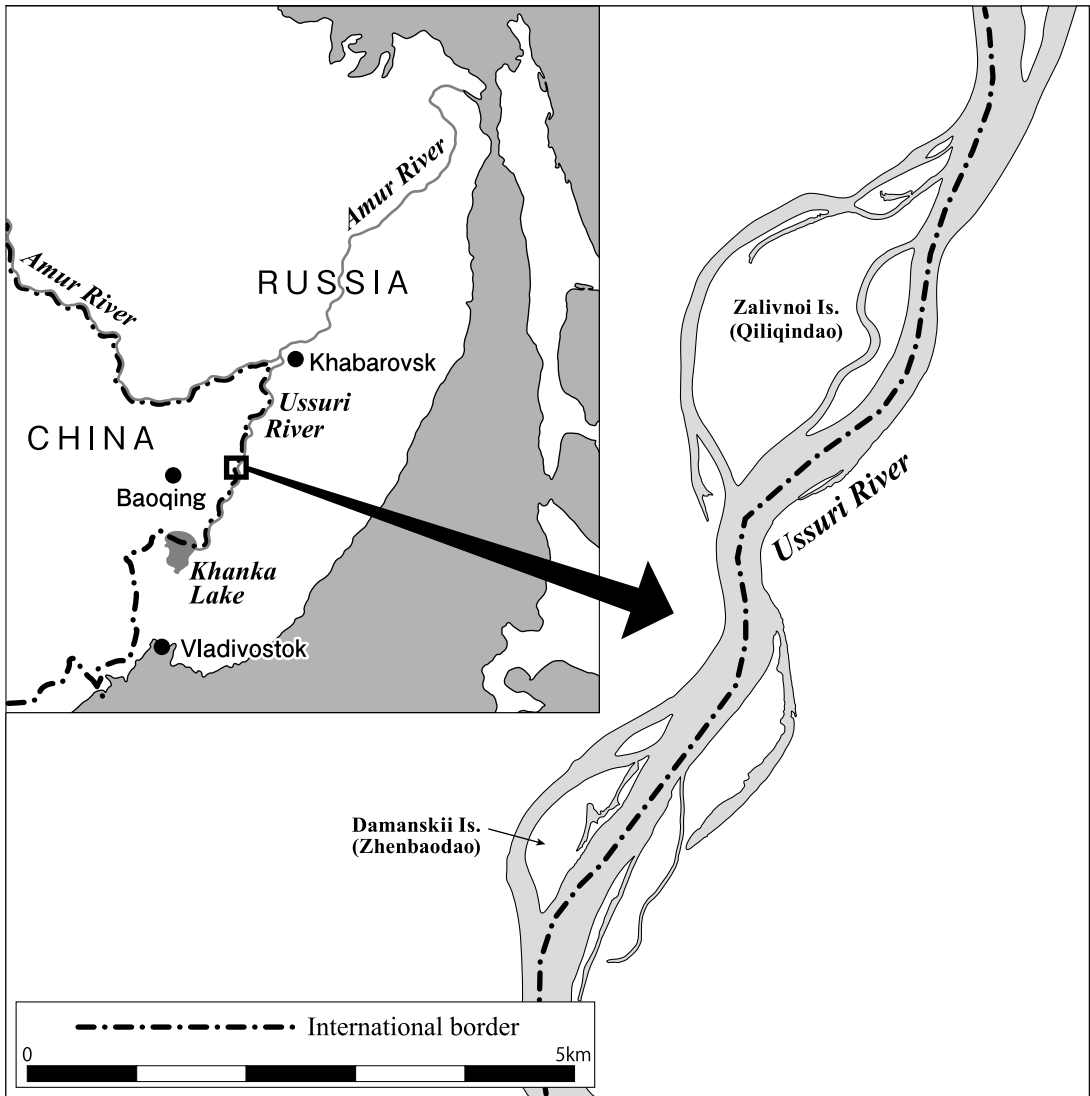 Amur River
Amur River
RUSSIA
Khabarovsk
Ussuri
River
CHINA
Baoqing
Khanka
Lake
Vladivostok
Zalivnoi Is.
(Qiliqindao)
Ussuri River
Damanskii Is.
(Zhenbaodao)
International border
0
5km